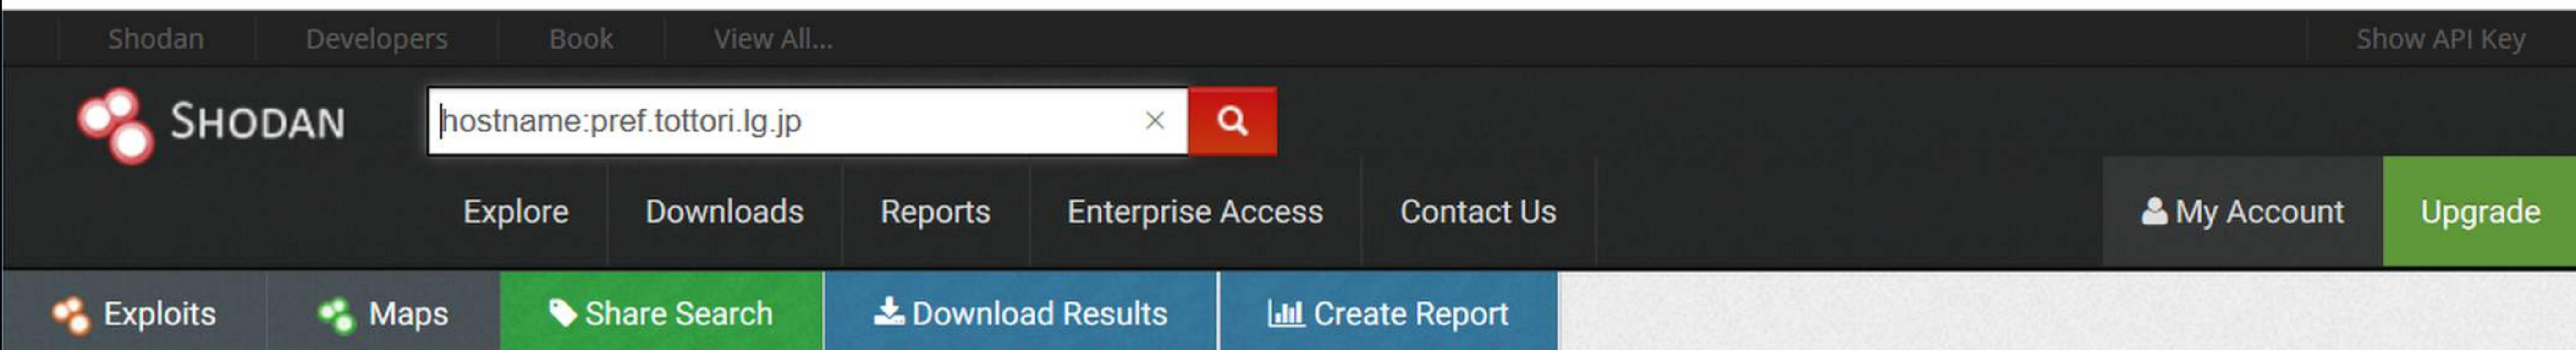 Shodan Developers Book View All... Show API Key
SHODAN hostname:pref.tottori.lg.jp ×
Explore Downloads Reports Enterprise Access Contact Us My Account Upgrade
Exploits Maps Share Search Download Results Create Report